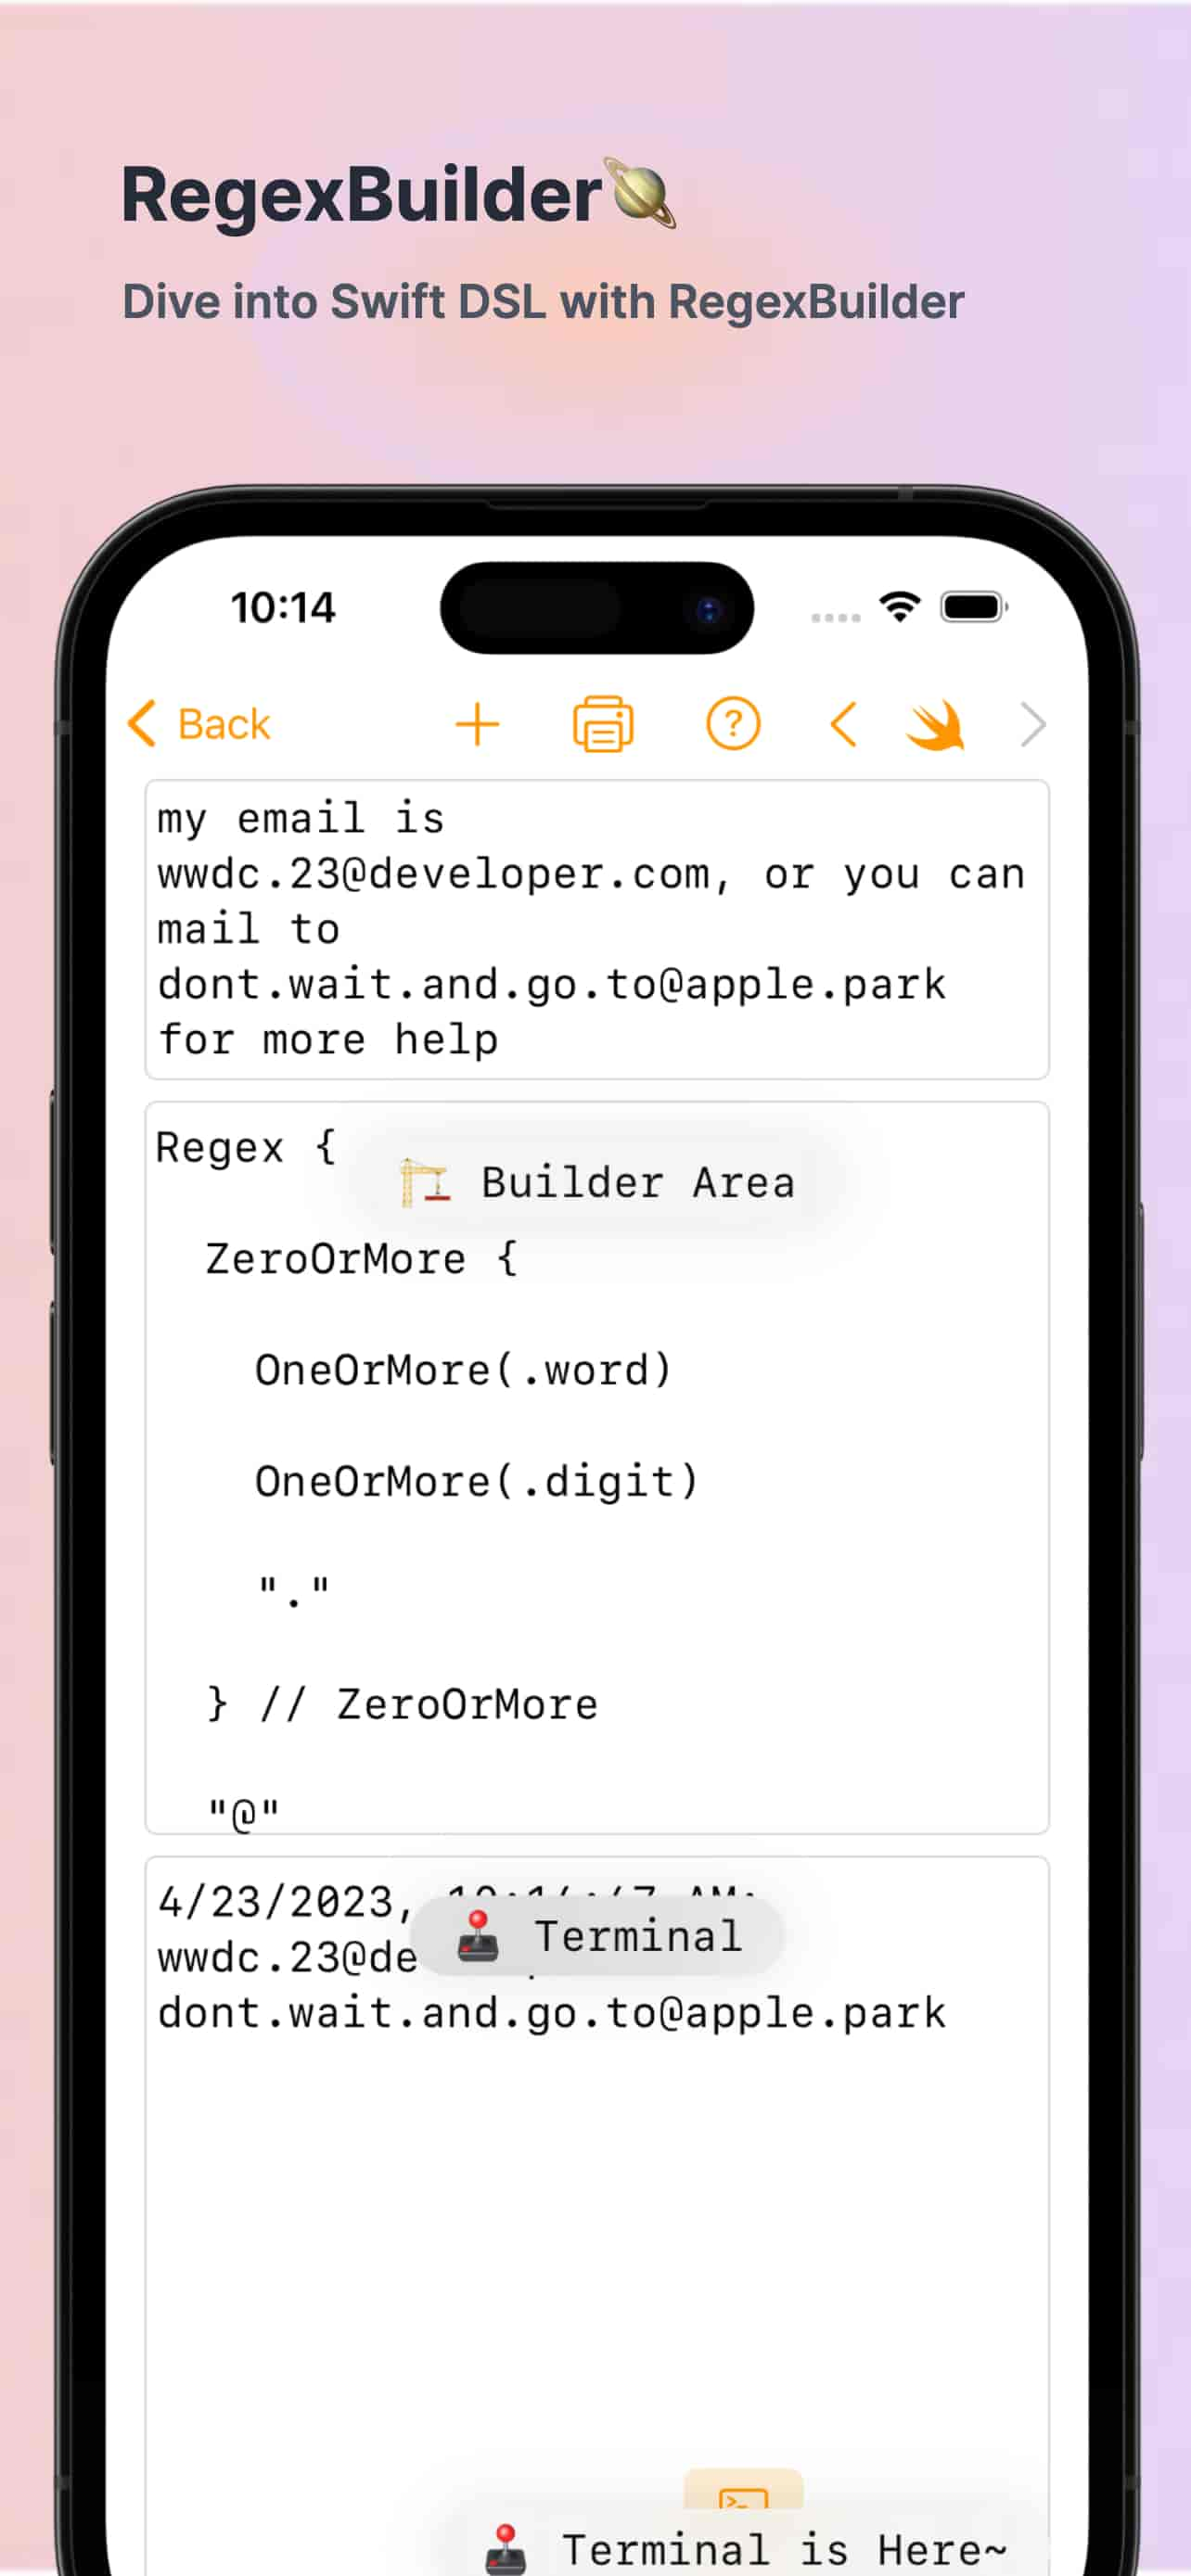 RegexBuilder🪐
Dive into Swift DSL with RegexBuilder
10:14
Back
my email is
wwdc.23@developer.com, or you can
mail to
dont.wait.and.go.to@apple.park
for more help
Regex {
🏗️ Builder Area
ZeroOrMore {
OneOrMore(.word)
OneOrMore(.digit)
"."
} // ZeroOrMore
"@"
4/23/2023,
🕹️ Terminal
wwdc.23@de
dont.wait.and.go.to@apple.park
🕹️ Terminal is Here~